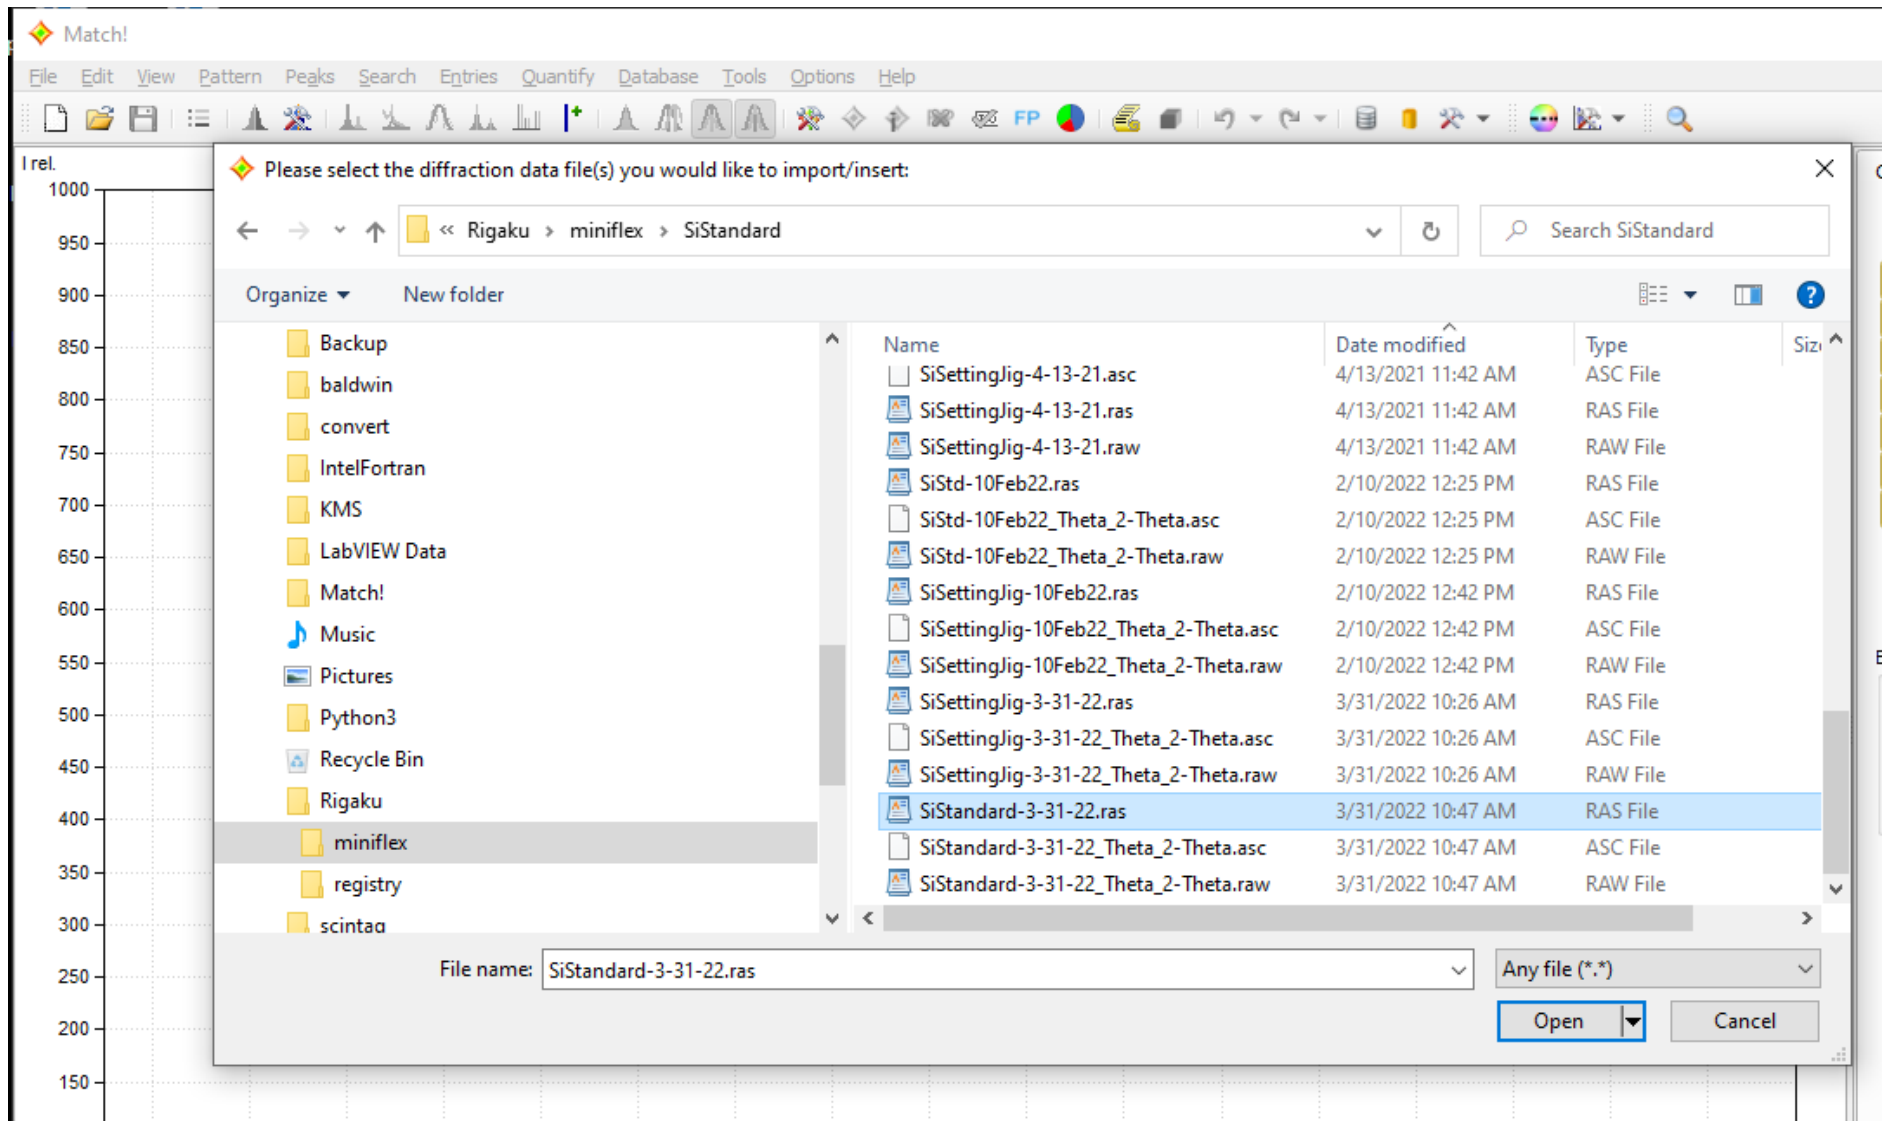 Match!
File Edit View Pattern Peaks Search Entries Quantify Database Tools Options Help
FP
I rel.
1000
950
900
850
800
750
700
650
600
550
500
450
400
350
300
250
200
150
Please select the diffraction data file(s) you would like to import/insert:
« Rigaku > miniflex > SiStandard
Search SiStandard
Organize New folder
Backup
baldwin
convert
IntelFortran
KMS
LabVIEW Data
Match!
Music
Pictures
Python3
Recycle Bin
Rigaku
miniflex
registry
scintag
Name Date modified Type
SiSettingJig-4-13-21.asc 4/13/2021 11:42 AM ASC File
SiSettingJig-4-13-21.ras 4/13/2021 11:42 AM RAS File
SiSettingJig-4-13-21.raw 4/13/2021 11:42 AM RAW File
SiStd-10Feb22.ras 2/10/2022 12:25 PM RAS File
SiStd-10Feb22_Theta_2-Theta.asc 2/10/2022 12:25 PM ASC File
SiStd-10Feb22_Theta_2-Theta.raw 2/10/2022 12:25 PM RAW File
SiSettingJig-10Feb22.ras 2/10/2022 12:42 PM RAS File
SiSettingJig-10Feb22_Theta_2-Theta.asc 2/10/2022 12:42 PM ASC File
SiSettingJig-10Feb22_Theta_2-Theta.raw 2/10/2022 12:42 PM RAW File
SiSettingJig-3-31-22.ras 3/31/2022 10:26 AM RAS File
SiSettingJig-3-31-22_Theta_2-Theta.asc 3/31/2022 10:26 AM ASC File
SiSettingJig-3-31-22_Theta_2-Theta.raw 3/31/2022 10:26 AM RAW File
SiStandard-3-31-22.ras 3/31/2022 10:47 AM RAS File
SiStandard-3-31-22_Theta_2-Theta.asc 3/31/2022 10:47 AM ASC File
SiStandard-3-31-22_Theta_2-Theta.raw 3/31/2022 10:47 AM RAW File
File name: SiStandard-3-31-22.ras Any file (*.*)
Open Cancel